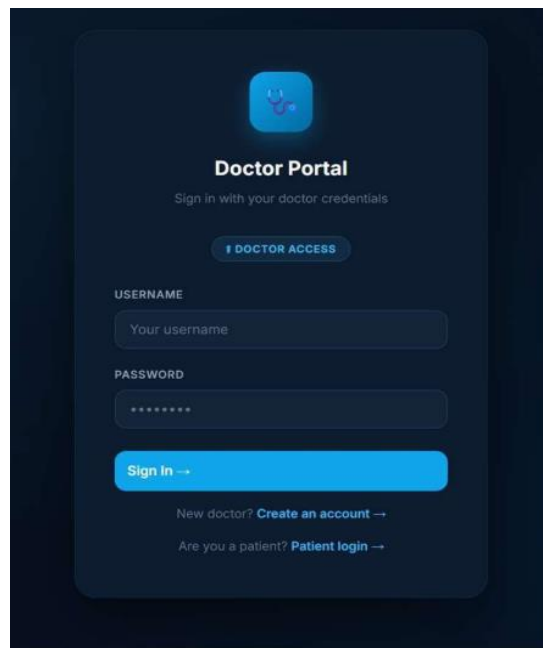 Doctor Portal
Sign in with your doctor credentials
DOCTOR ACCESS
USERNAME
Your username
PASSWORD
••••••••
Sign In →
New doctor? Create an account →
Are you a patient? Patient login →